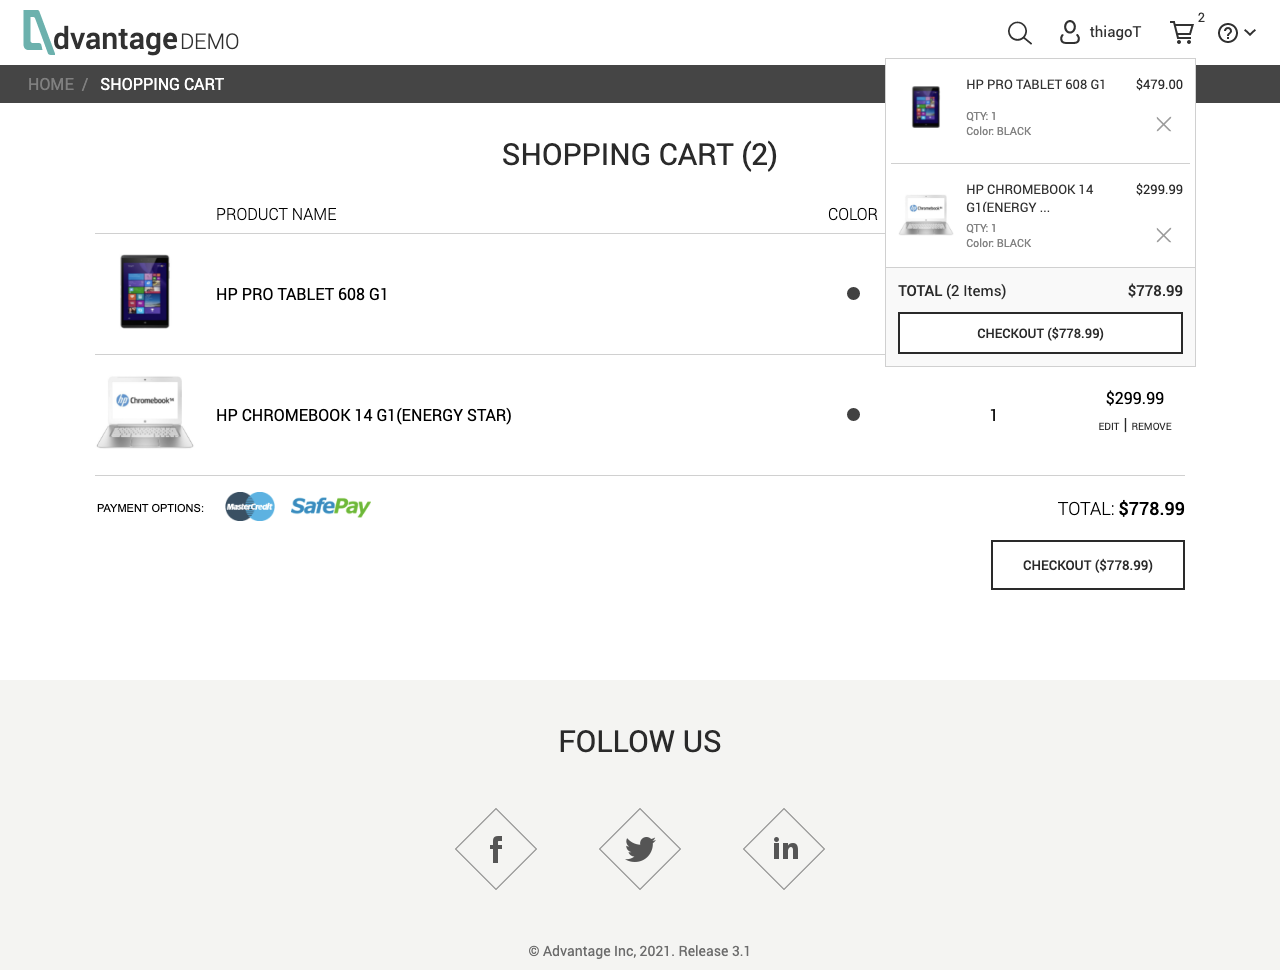 dvantage DEMO
thiagoT
2
HOME / SHOPPING CART
HP PRO TABLET 608 G1 $479.00
QTY: 1
Color: BLACK
HP CHROMEBOOK 14 $299.99
G1(ENERGY ...
QTY: 1
Color: BLACK
TOTAL (2 Items) $778.99
CHECKOUT ($778.99)
SHOPPING CART (2)
PRODUCT NAME COLOR
HP PRO TABLET 608 G1
hp Chromebook™
HP CHROMEBOOK 14 G1(ENERGY STAR) 1 $299.99
EDIT | REMOVE
PAYMENT OPTIONS: MasterCredit SafePay
TOTAL: $778.99
CHECKOUT ($778.99)
FOLLOW US
f
in
© Advantage Inc, 2021. Release 3.1